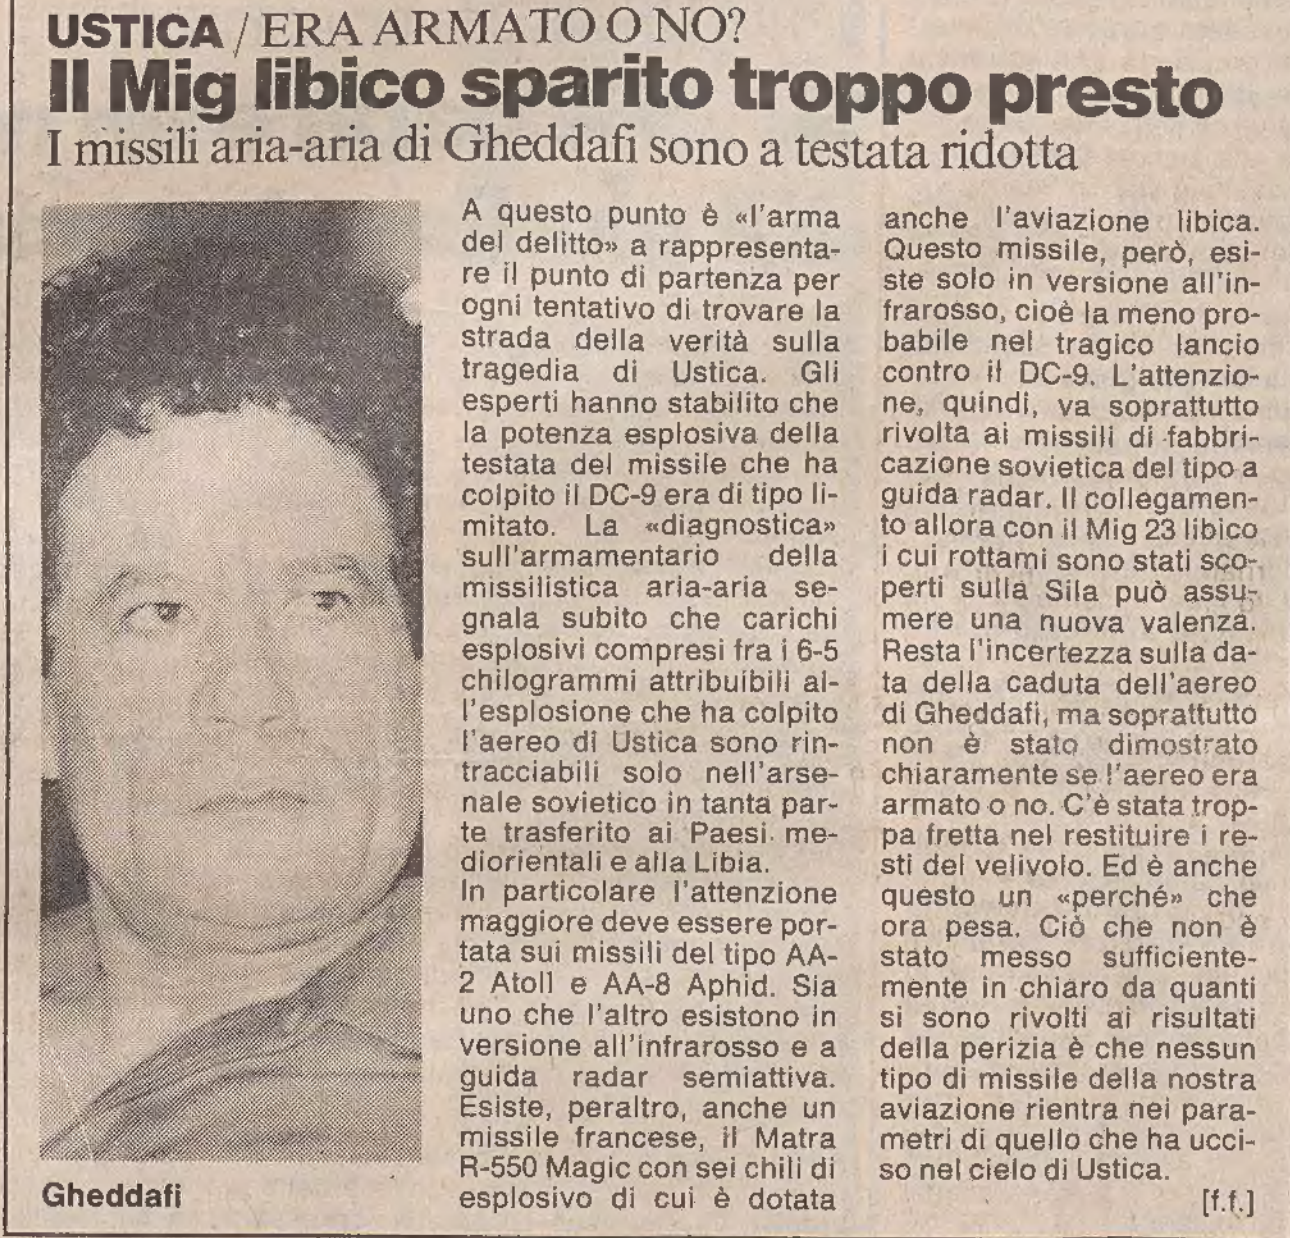 USTICA / ERA ARMATO O NO?
Il Mig libico sparito troppo presto
I missili aria-aria di Gheddafi sono a testata ridotta
A questo punto è «l'arma
del delitto» a rappresenta-
re il punto di partenza per
ogni tentativo di trovare la
strada della verità sulla
tragedia di Ustica. Gli
esperti hanno stabilito che
la potenza esplosiva della
testata del missile che ha
colpito il DC-9 era di tipo li-
mitato. La «diagnostica»
sull'armamentario della
missilistica aria-aria se-
gnala subito che carichi
esplosivi compresi fra i 6-5
chilogrammi attribuibili al-
l'esplosione che ha colpito
l'aereo di Ustica sono rin-
tracciabili solo nell'arse-
nale sovietico in tanta par-
te trasferito ai Paesi me-
diorientali e alla Libia.
In particolare l'attenzione
maggiore deve essere por-
tata sui missili del tipo AA-
2 Atoll e AA-8 Aphid. Sia
uno che l'altro esistono in
versione all'infrarosso e a
guida radar semiattiva.
Esiste, peraltro, anche un
missile francese, il Matra
R-550 Magic con sei chili di
esplosivo di cui è dotata
anche l'aviazione libica.
Questo missile, però, esi-
ste solo in versione all'in-
frarosso, cioè la meno pro-
babile nel tragico lancio
contro il DC-9. L'attenzio-
ne, quindi, va soprattutto
rivolta ai missili di fabbri-
cazione sovietica del tipo a
guida radar. Il collegamen-
to allora con il Mig 23 libico
i cui rottami sono stati sco-
perti sulla Sila può assu-
mere una nuova valenza.
Resta l'incertezza sulla da-
ta della caduta dell'aereo
di Gheddafi, ma soprattutto
non è stato dimostrato
chiaramente se l'aereo era
armato o no. C'è stata trop-
pa fretta nel restituire i re-
sti del velivolo. Ed è anche
questo un «perché» che
ora pesa. Ciò che non è
stato messo sufficiente-
mente in chiaro da quanti
si sono rivolti ai risultati
della perizia è che nessun
tipo di missile della nostra
aviazione rientra nei para-
metri di quello che ha ucci-
so nel cielo di Ustica.
[f.f.]
Gheddafi